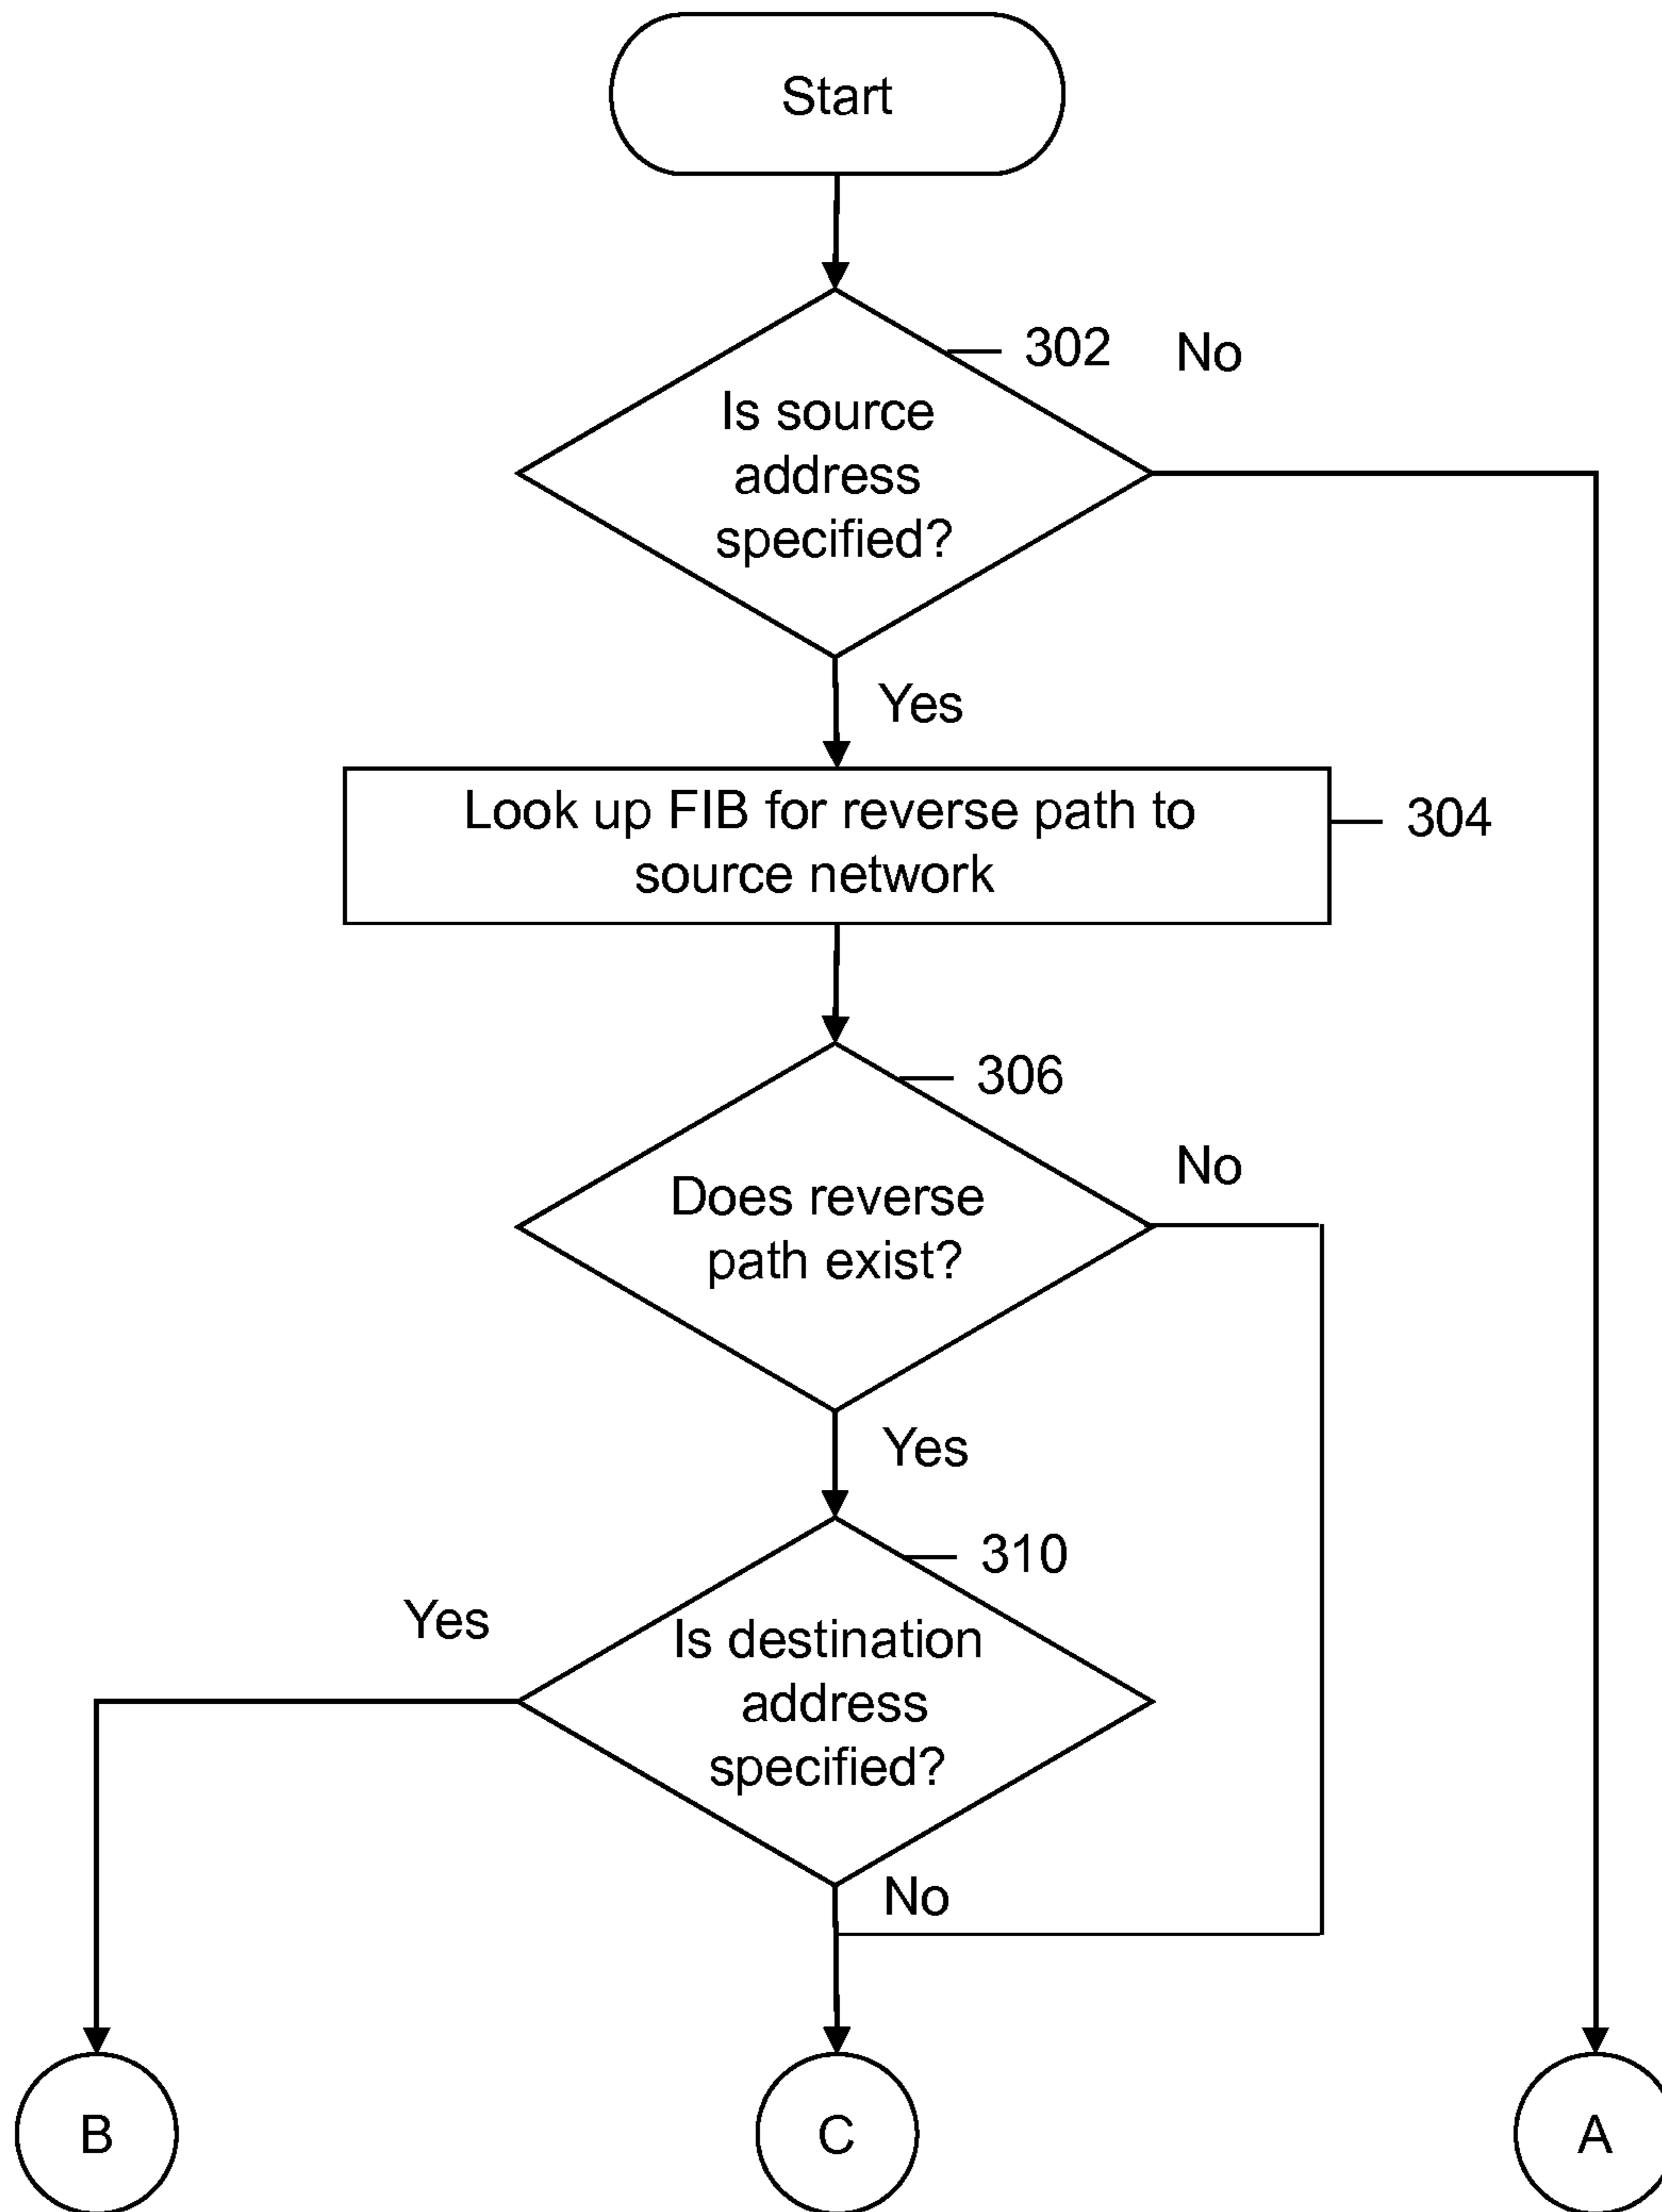 Start
302
No
Is source
address
specified?
Yes
Look up FIB for reverse path to
source network
304
306
No
Does reverse
path exist?
Yes
310
Yes
Is destination
address
specified?
No
B
C
A